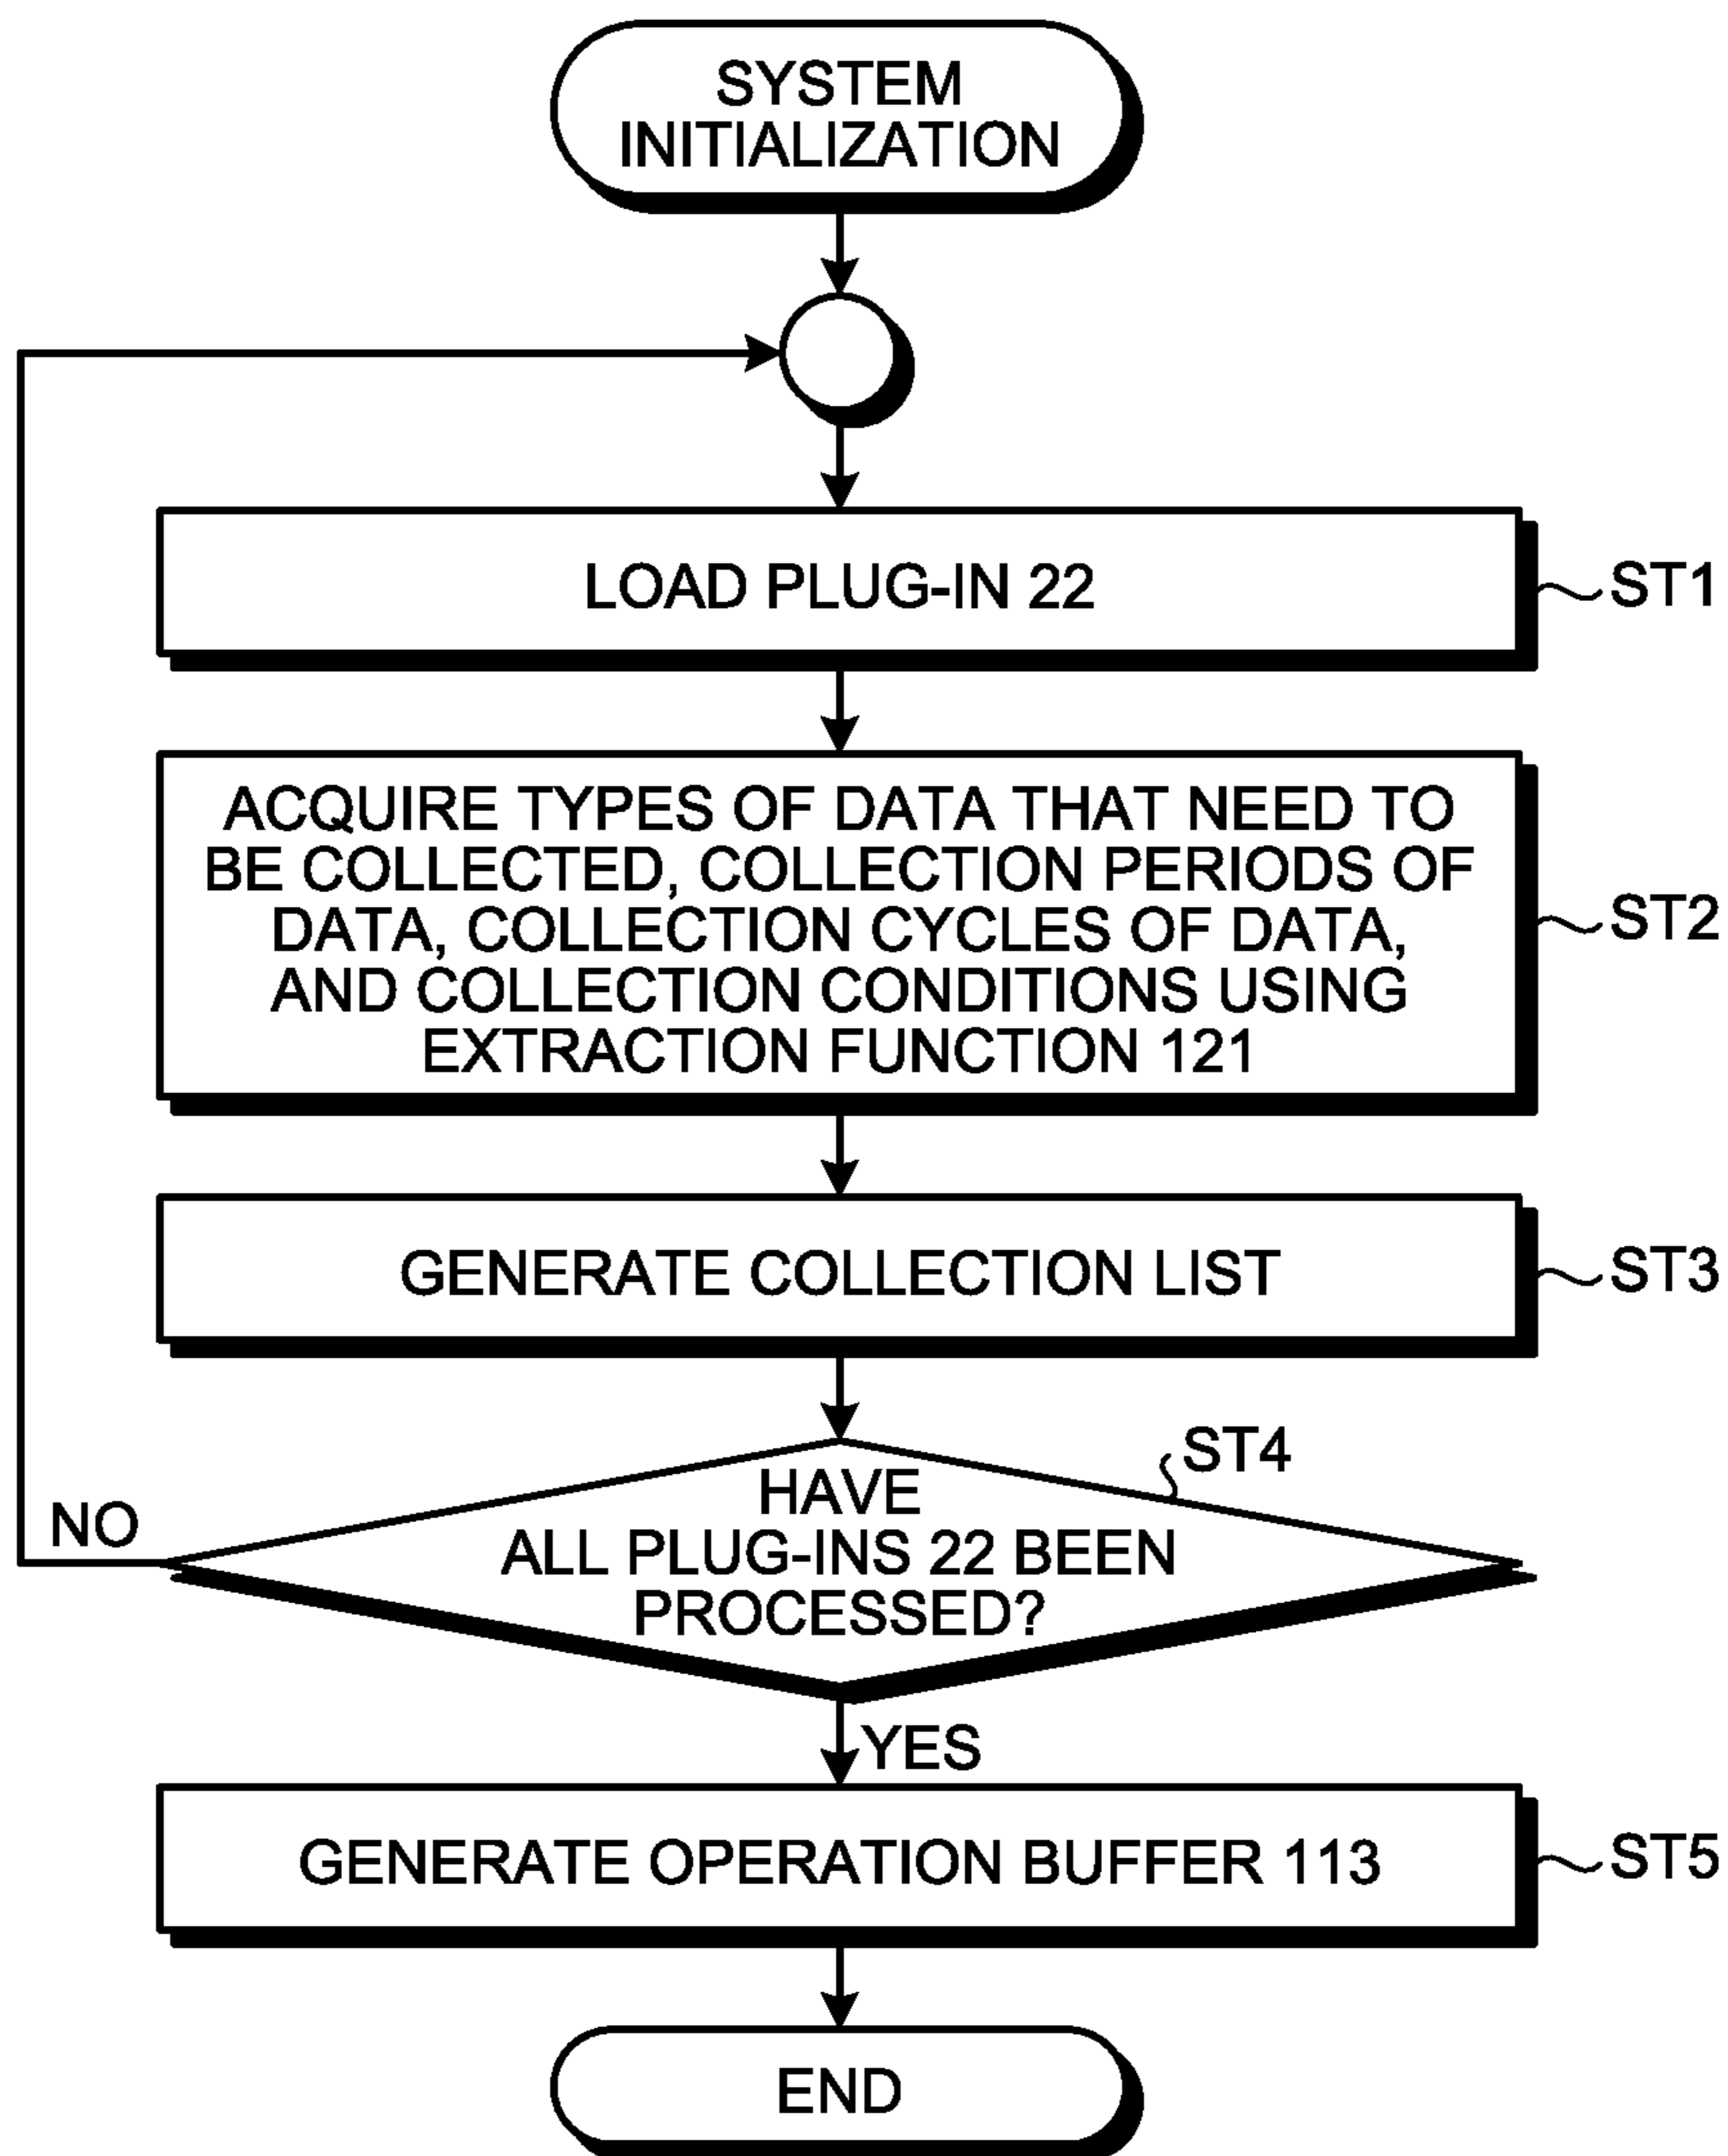 SYSTEM
INITIALIZATION
LOAD PLUG-IN 22
ST1
ACQUIRE TYPES OF DATA THAT NEED TO
BE COLLECTED, COLLECTION PERIODS OF
DATA, COLLECTION CYCLES OF DATA,
AND COLLECTION CONDITIONS USING
EXTRACTION FUNCTION 121
ST2
GENERATE COLLECTION LIST
ST3
ST4
HAVE
ALL PLUG-INS 22 BEEN
PROCESSED?
NO
YES
GENERATE OPERATION BUFFER 113
ST5
END